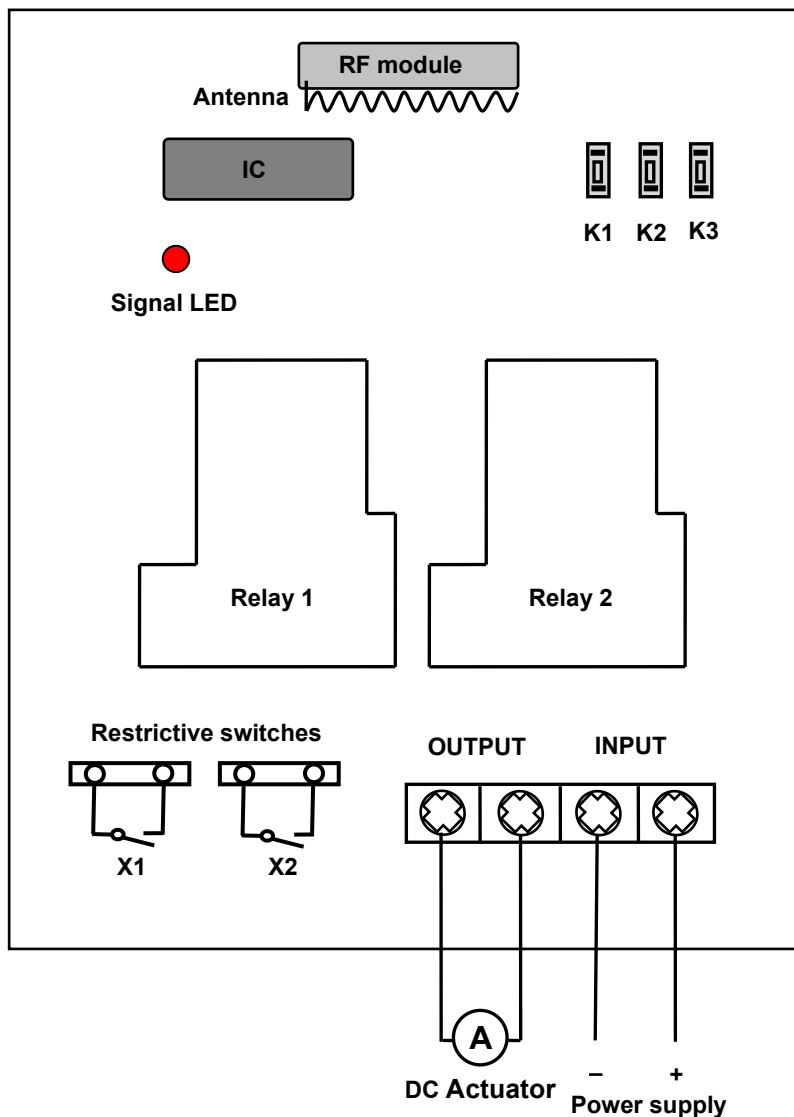 RF module
Antenna
IC
K1 K2 K3
Signal LED
Relay 1 Relay 2
Restrictive switches
OUTPUT INPUT
X1 X2
A
– +
DC Actuator
Power supply